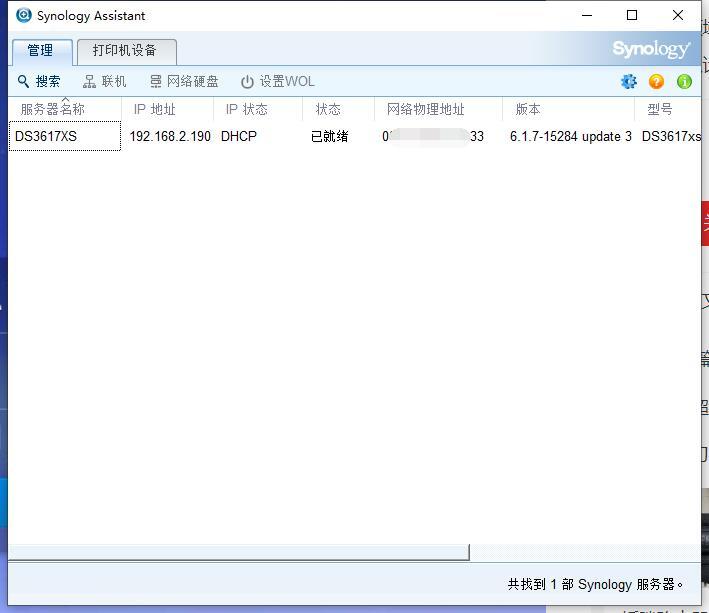 Synology Assistant
管理 打印机设备 Synology
搜索 联机 网络硬盘 设置WOL
服务器名称 IP 地址 IP 状态 状态 网络物理地址 版本 型号
DS3617XS 192.168.2.190 DHCP 已就绪 0 33 6.1.7-15284 update 3 DS3617xs
共找到 1 部 Synology 服务器。